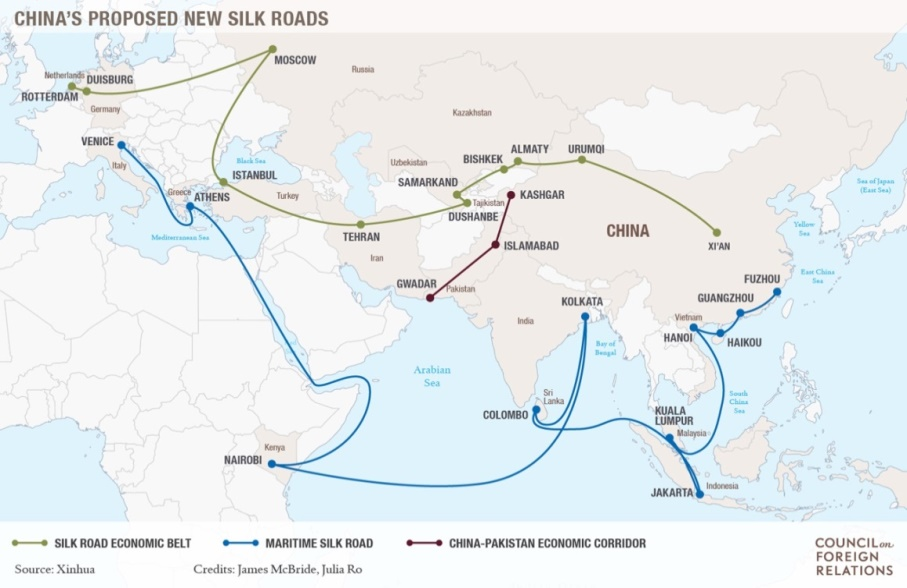 CHINA'S PROPOSED NEW SILK ROADS
MOSCOW
Netherlands
DUISBURG
ROTTERDAM
Germany
Russia
Kazakhstan
VENICE
Italy
Black Sea
ISTANBUL
Greece
ATHENS
Turkey
Mediterranean Sea
Uzbekistan
BISHKEK
ALMATY
URUMQI
SAMARKAND
Tajikistan
DUSHANBE
KASHGAR
TEHRAN
Iran
ISLAMABAD
CHINA
XI'AN
Sea of Japan
(East Sea)
Yellow
Sea
East China
Sea
GWADAR
Pakistan
KOLKATA
India
Bay of
Bengal
FUZHOU
GUANGZHOU
Vietnam
HANOI
HAIKOU
Arabian
Sea
Sri
Lanka
COLOMBO
South
China
Sea
KUALA
LUMPUR
Malaysia
Kenya
NAIROBI
JAKARTA
Indonesia
SILK ROAD ECONOMIC BELT
MARITIME SILK ROAD
CHINA-PAKISTAN ECONOMIC CORRIDOR
Source: Xinhua
Credits: James McBride, Julia Ro
COUNCIL on
FOREIGN
RELATIONS